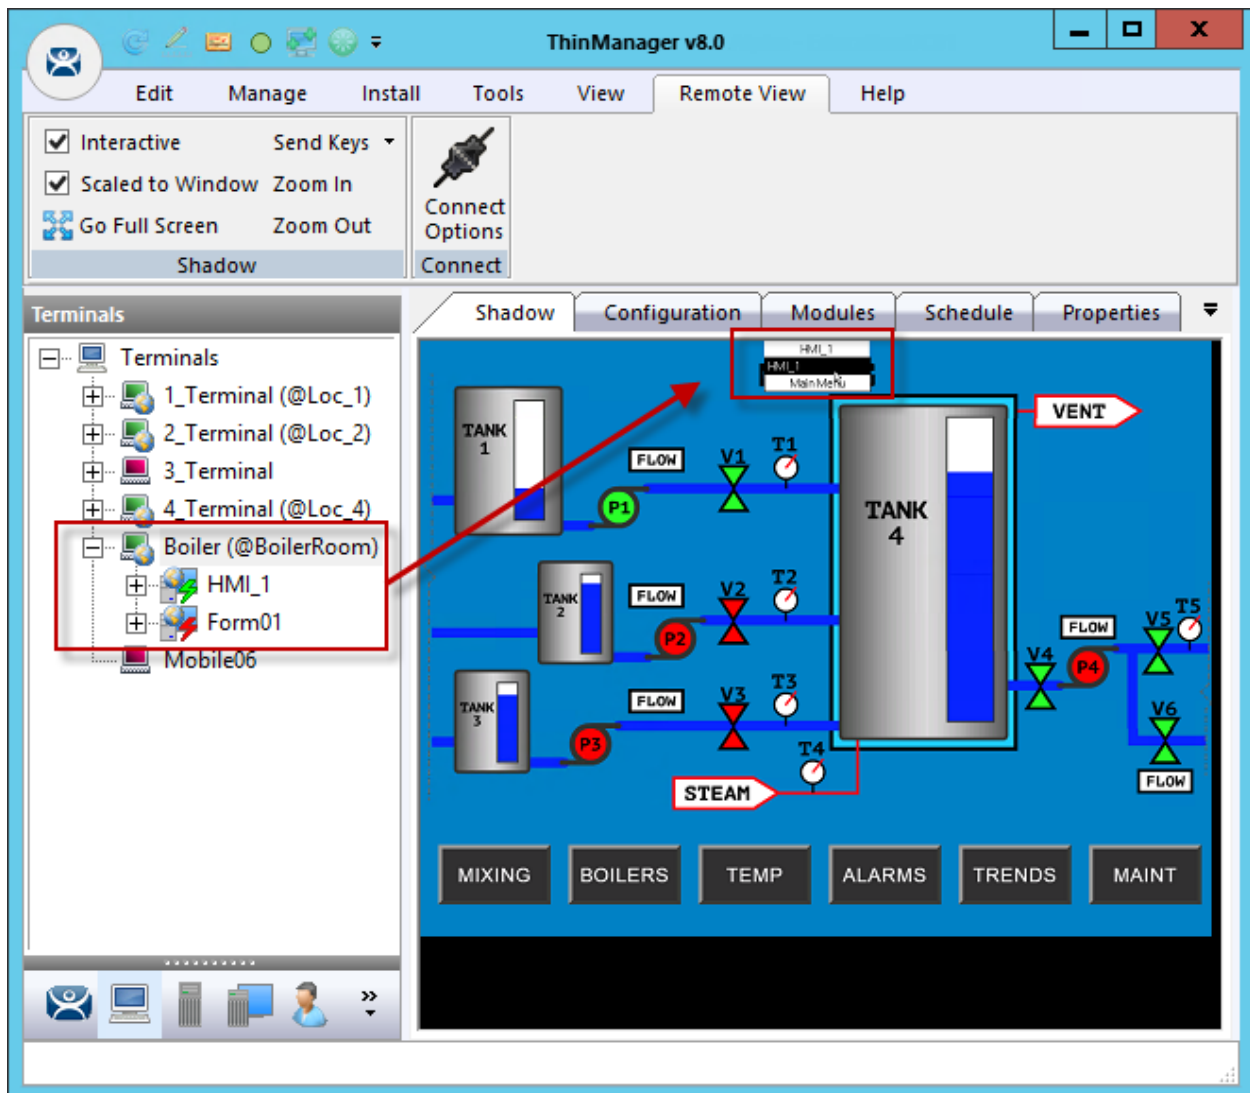 ThinManager v8.0
Edit Manage Install Tools View Remote View Help
Interactive Send Keys
Scaled to Window Zoom In
Go Full Screen Zoom Out
Connect
Options
Shadow Connect
Terminals
Shadow Configuration Modules Schedule Properties
Terminals
1_Terminal (@Loc_1)
2_Terminal (@Loc_2)
3_Terminal
4_Terminal (@Loc_4)
Boiler (@BoilerRoom)
HMI_1
Form01
Mobile06
HMI_1
HMI_1
Main Menu
VENT
TANK
1
FLOW V1 T1
P1
TANK
4
TANK
2
FLOW V2 T2
P2
TANK
3
FLOW V3 T3
P3
T4
STEAM
V4
FLOW
P4
V5 T5
V6
FLOW
MIXING BOILERS TEMP ALARMS TRENDS MAINT